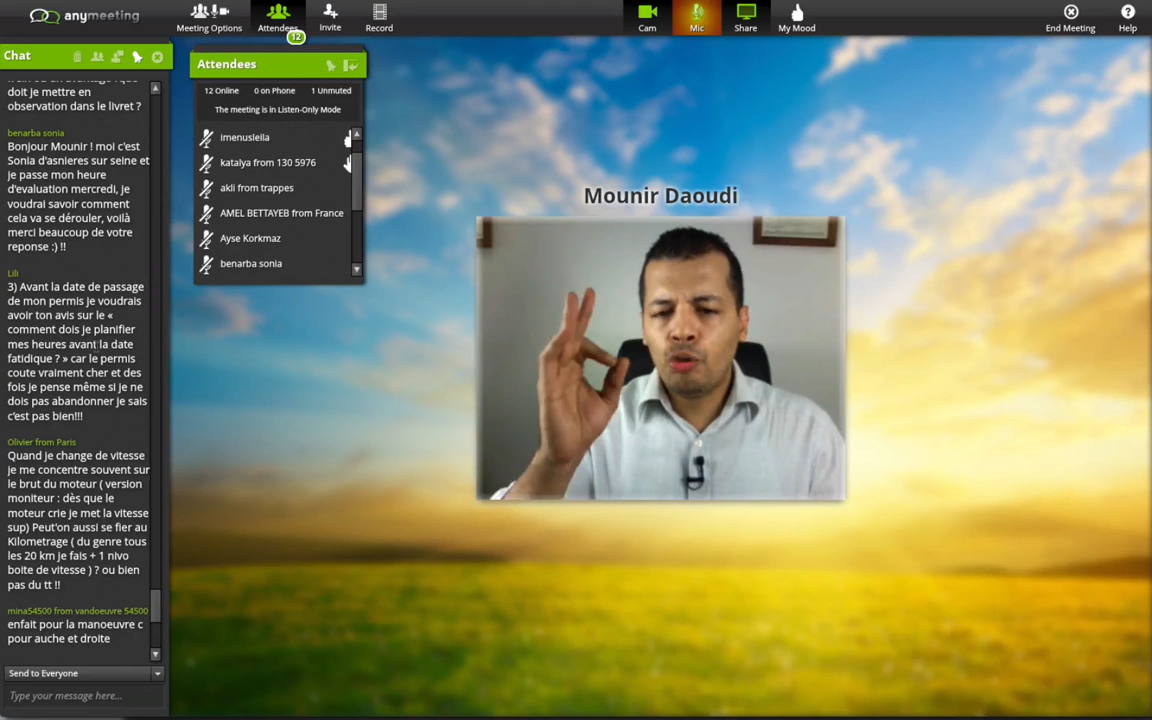 anymeeting
Meeting Options
Attendees
12
Invite
Record
Cam
Mic
Share
My Mood
End Meeting
Help
Chat
doit je mettre en
observation dans le livret ?
benarba sonia
Bonjour Mounir ! moi c'est
Sonia d'asnieres sur seine et
je passe mon heure
d'evaluation mercredi, je
voudrai savoir comment
cela va se dérouler, voilà
merci beaucoup de votre
reponse :) !!
Lili
3) Avant la date de passage
de mon permis je voudrais
avoir ton avis sur le «
comment dois je planifier
mes heures avant la date
fatidique ? » car le permis
coute vraiment cher et des
fois je pense même si je ne
dois pas abandonner je sais
c'est pas bien!!!
Olivier from Paris
Quand je change de vitesse
je me concentre souvent sur
le brut du moteur ( version
moniteur : dès que le
moteur crie je met la vitesse
sup) Peut'on aussi se fier au
Kilometrage ( du genre tous
les 20 km je fais + 1 nivo
boite de vitesse ) ? ou bien
pas du tt !!
mina54500 from vandoeuvre 54500
enfait pour la manoeuvre c
pour auche et droite
Send to Everyone
Type your message here...
Attendees
12 Online 0 on Phone 1 Unmuted
The meeting is in Listen-Only Mode
imenusleila
katalya from 130 5976
akli from trappes
AMEL BETTAYEB from France
Ayse Korkmaz
benarba sonia
Mounir Daoudi